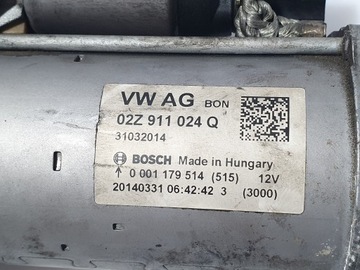 VW AG BON
02Z 911 024 Q
31032014
BOSCH Made in Hungary
0 001 179 514 (515) 12V
20140331 06:42:42 3 (3000)